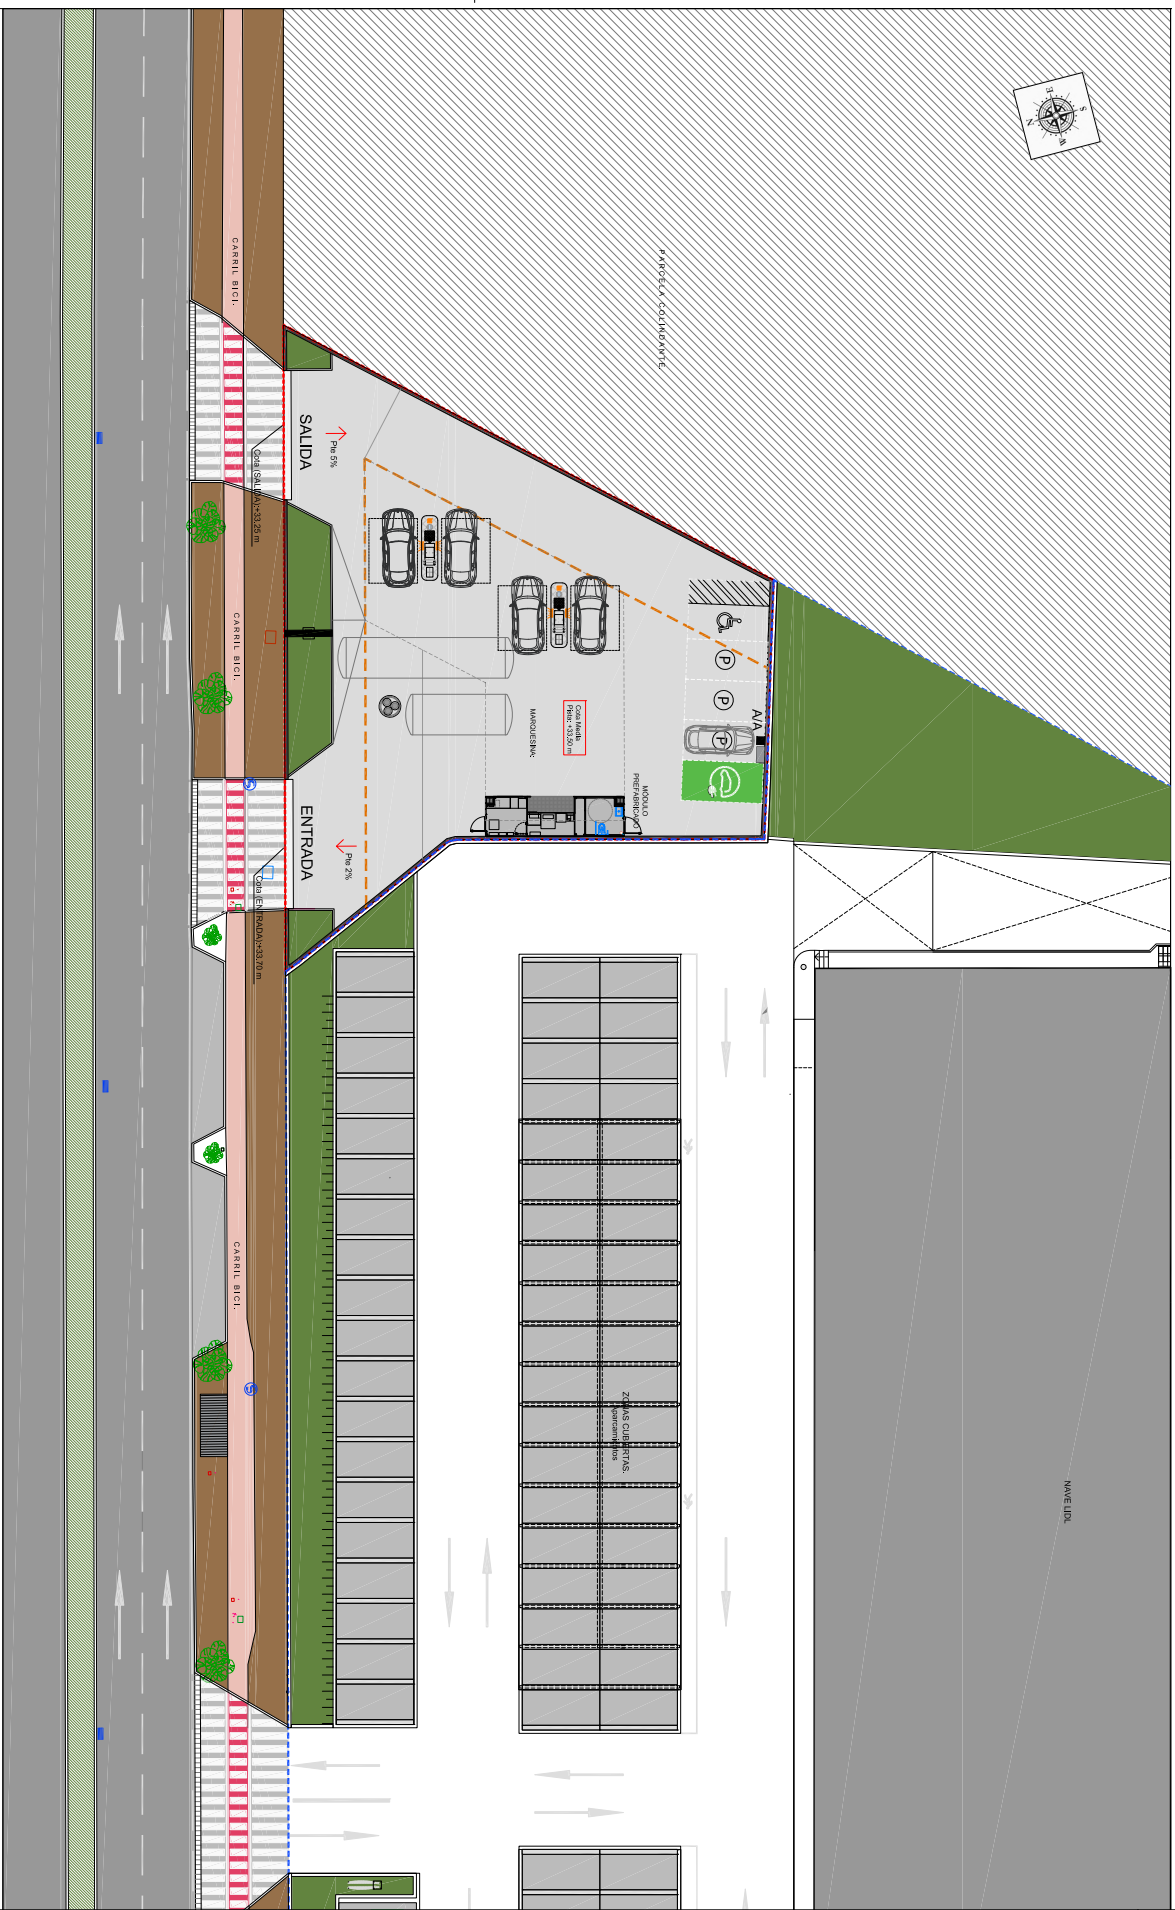 E
S
N
W
PARCELA COLINDANTE.
CARRIL BICI.
SALIDA
Pte 5%
Cota (SALIDA):+33,25 m
CARRIL BICI.
P
P
P
A/A
Cota Media
Pista: +33,50 m
MARQUESINA:
MÓDULO
PREFABRICADO
ENTRADA
Pte 2%
Cota (ENTRADA):+33,70 m
S
CARRIL BICI.
S
ZONAS CUBIERTAS.
Aparcamientos
NAVE LIDL